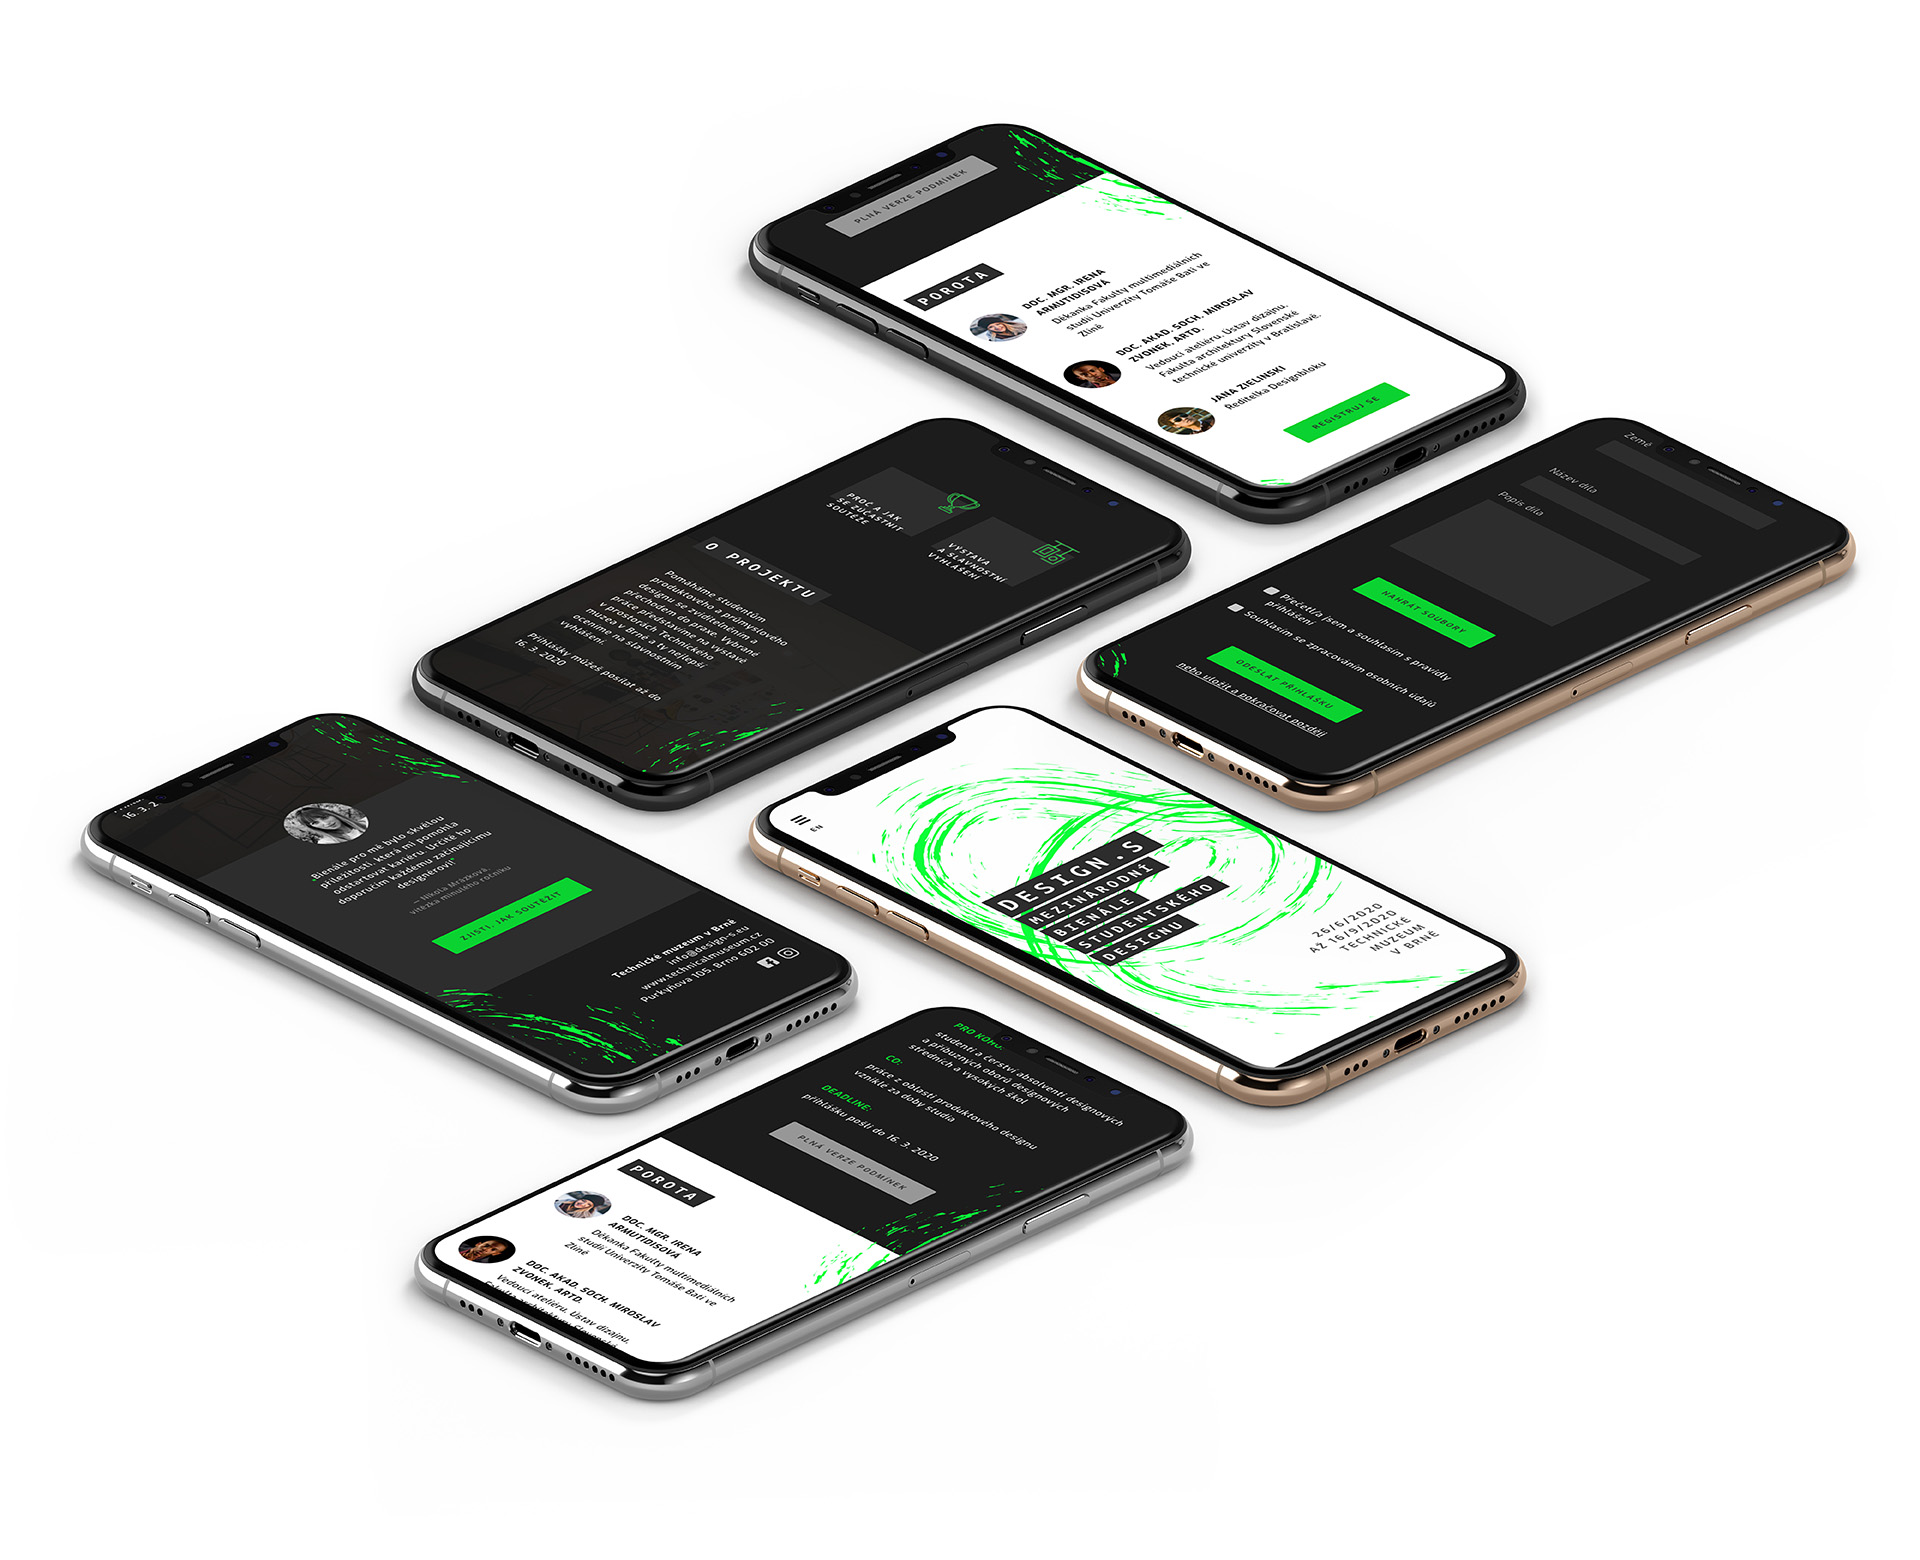 PLNÁ VERZE PODMÍNEK
POROTA
DOC. MGR. IRENA
ARMUTIDISOVÁ
Děkanka Fakulty multimediálních
studií Univerzity Tomáše Bati ve
Zlíně
DOC. AKAD. SOCH. MIROSLAV
ZVONEK, ARTD.
Vedoucí ateliéru, Ústav dizajnu,
Fakulta architektury Slovenské
technické univerzity v Bratislavě.
JANA ZIELINSKI
Ředitelka Designbloku
REGISTRUJ SE
PROČ A JAK
SE ZÚČASTNIT
SOUTĚŽE
VÝSTAVA
A SLAVNOSTNÍ
VYHLÁŠENÍ
O PROJEKTU
Pomáháme studentům
produktového a průmyslového
designu se zviditelněním a
přechodem do praxe. Vybrané
práce představíme na výstavě
v prostorách Technického
muzea v Brně a ty nejlepší
oceníme na slavnostním
vyhlášení.
Přihlášky můžeš posílat až do
16. 3. 2020
Země
Název díla
Popis díla
NAHRÁT SOUBORY
Přečetl/a jsem a souhlasím s pravidly
přihlášení
Souhlasím se zpracováním osobních údajů
ODESLAT PŘIHLÁŠKU
nebo uložit a pokračovat později
16. 3. 2
„Bienále pro mě bylo skvělou
příležitostí, která mi pomohla
odstartovat kariéru. Určitě ho
doporučím každému začínajícímu
designérovi“
— Nikola Mrázková
vítězka minulého ročníku
ZJISTI, JAK SOUTĚŽIT
Technické muzeum v Brně
info@design-s.eu
www.technicalmuseum.cz
Purkyňova 105, Brno 602 00
EN
DESIGN.S
MEZINÁRODNÍ
BIENÁLE
STUDENTSKÉHO
DESIGNU
26/6/2020
AŽ 16/9/2020
TECHNICKÉ
MUZEUM
V BRNĚ
PRO KOHO:
studenti a čerství absolventi designových
a příbuzných oborů designových
středních a vysokých škol
CO:
práce z oblasti produktového designu
vzniklé za doby studia
DEADLINE:
přihlášku pošli do 16. 3. 2020
PLNÁ VERZE PODMÍNEK
POROTA
DOC. MGR. IRENA
ARMUTIDISOVÁ
Děkanka Fakulty multimediálních
studií Univerzity Tomáše Bati ve
Zlíně
DOC. AKAD. SOCH. MIROSLAV
ZVONEK, ARTD.
Vedoucí ateliéru, Ústav dizajnu,
Fakulta architektury Slovenské